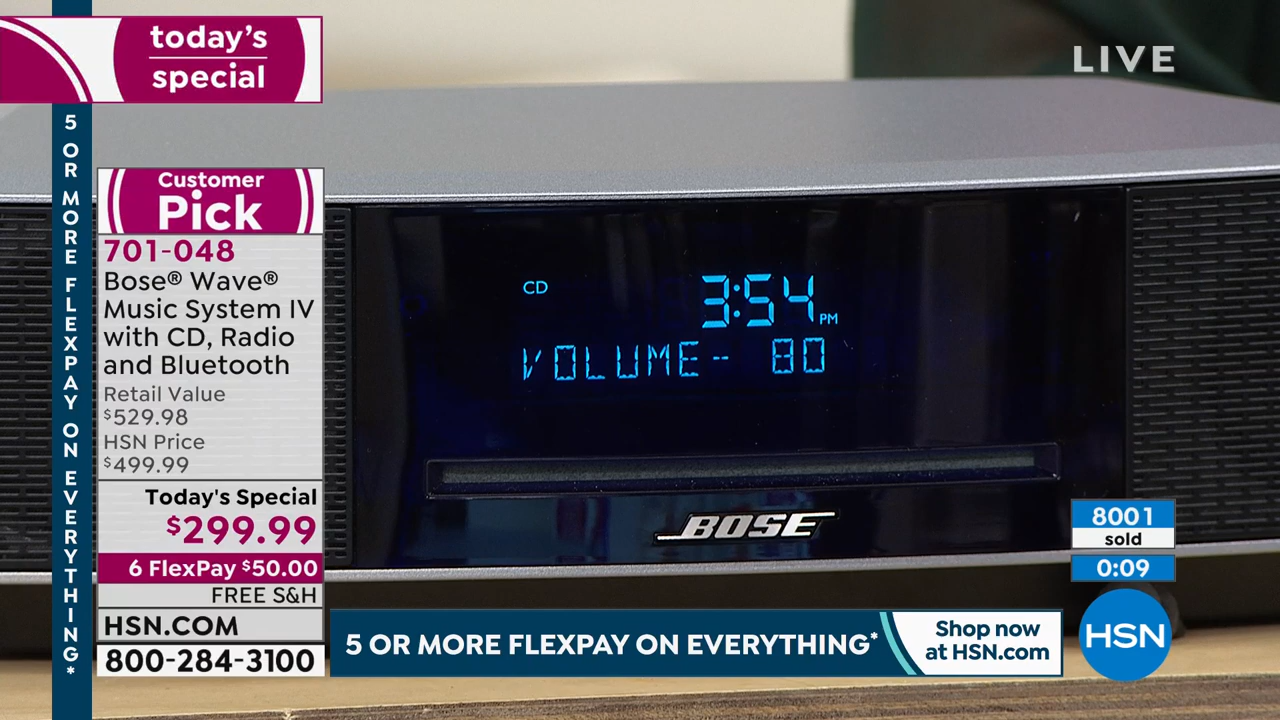 today's
special
LIVE
5 OR MORE FLEXPAY ON EVERYTHING*
Customer
Pick
701-048
Bose® Wave®
Music System IV
with CD, Radio
and Bluetooth
Retail Value
$529.98
HSN Price
$499.99
Today's Special
$299.99
6 FlexPay $50.00
FREE S&H
HSN.COM
800-284-3100
CD
3:54 PM
VOLUME- 80
BOSE
8001
sold
0:09
5 OR MORE FLEXPAY ON EVERYTHING*
Shop now
at HSN.com
HSN